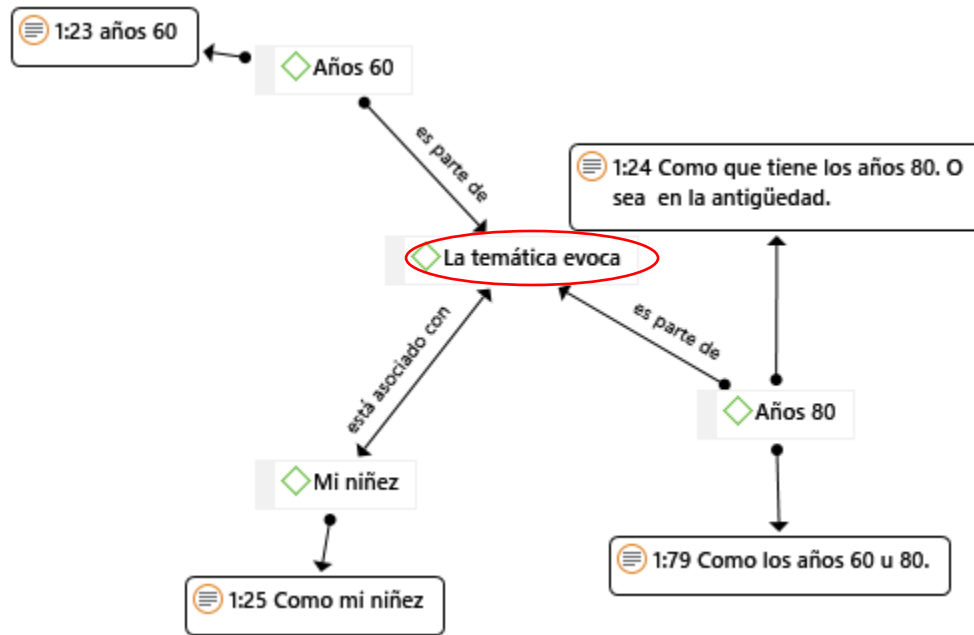 1:23 años 60
Años 60
es parte de
1:24 Como que tiene los años 80. O
sea  en la antigüedad.
La temática evoca
es parte de
está asociado con
Años 80
Mi niñez
1:79 Como los años 60 u 80.
1:25 Como mi niñez